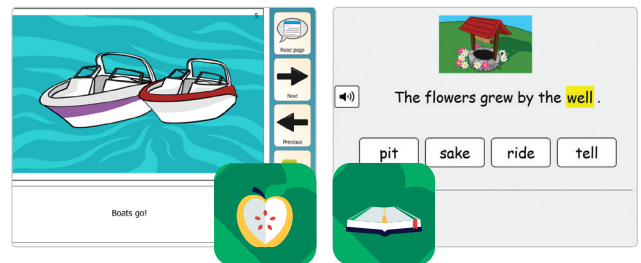 5
Read page
Next
Previous
Boats go!
The flowers grew by the well .
pit sake ride tell